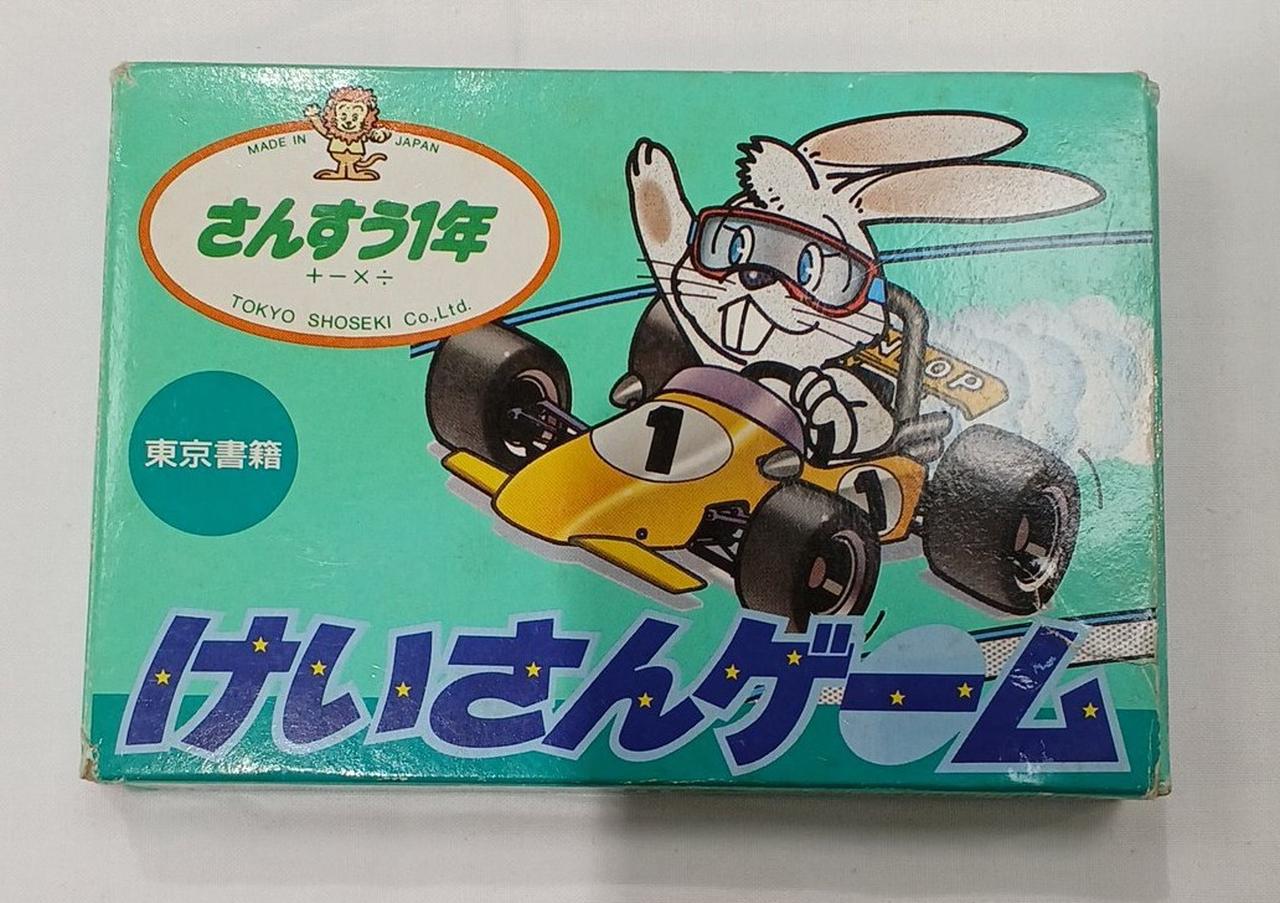 MADE IN JAPAN
さんすう1年
+−×÷
TOKYO SHOSEKI Co.,Ltd.
東京書籍
1
1
けいさんゲーム